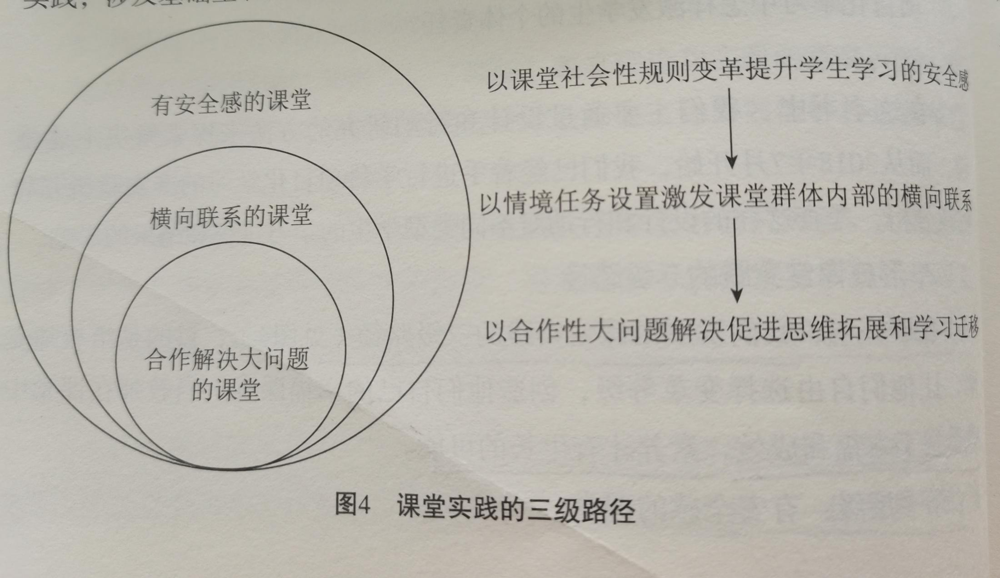 有安全感的课堂
以课堂社会性规则变革提升学生学习的安全感
横向联系的课堂
以情境任务设置激发课堂群体内部的横向联系
合作解决大问题
的课堂
以合作性大问题解决促进思维拓展和学习迁移
图4 课堂实践的三级路径